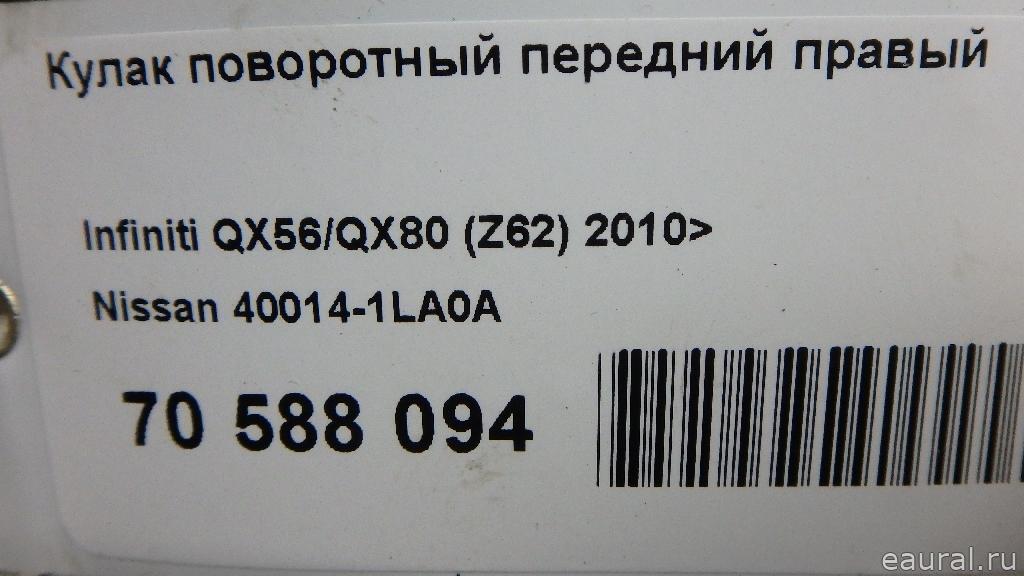 Кулак поворотный передний правый
Infiniti QX56/QX80 (Z62) 2010>
Nissan 40014-1LA0A
70 588 094
eaural.ru